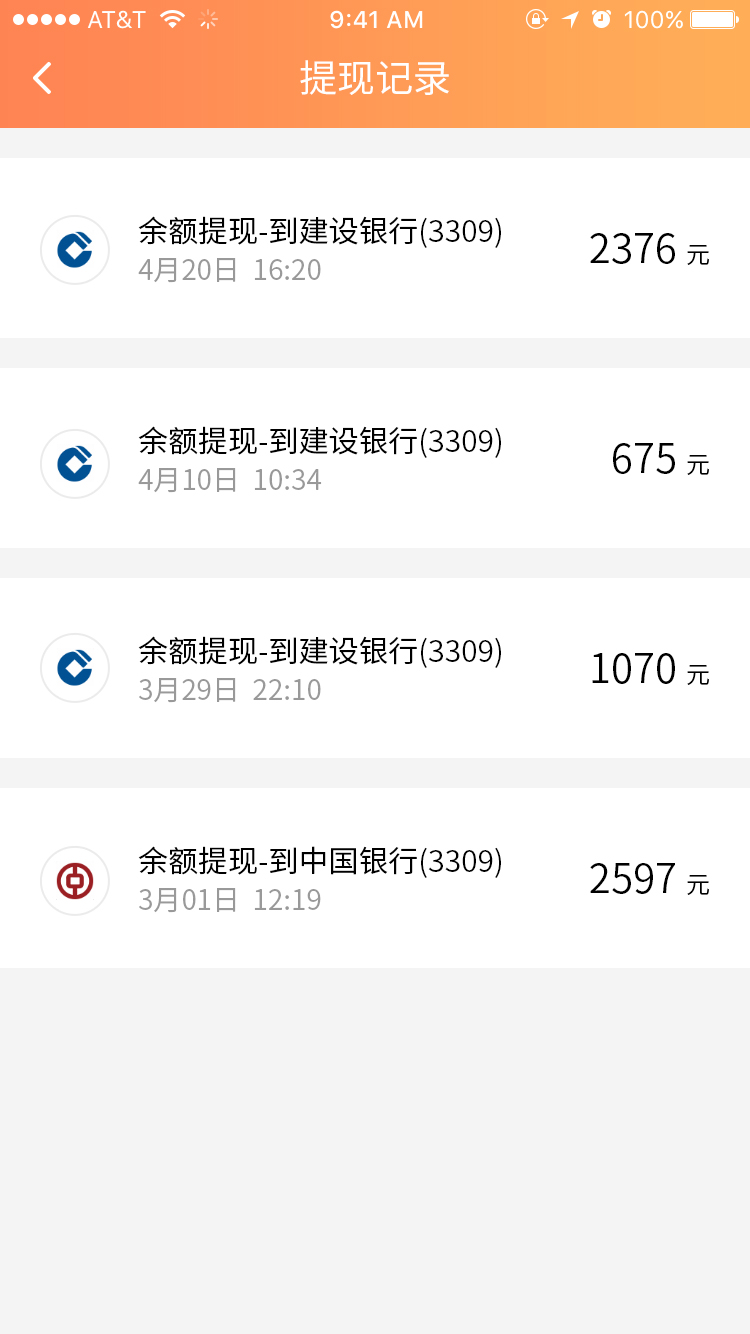 AT&T 9:41 AM 100%
提现记录
余额提现-到建设银行(3309)
4月20日 16:20
2376 元
余额提现-到建设银行(3309)
4月10日 10:34
675 元
余额提现-到建设银行(3309)
3月29日 22:10
1070 元
余额提现-到中国银行(3309)
3月01日 12:19
2597 元